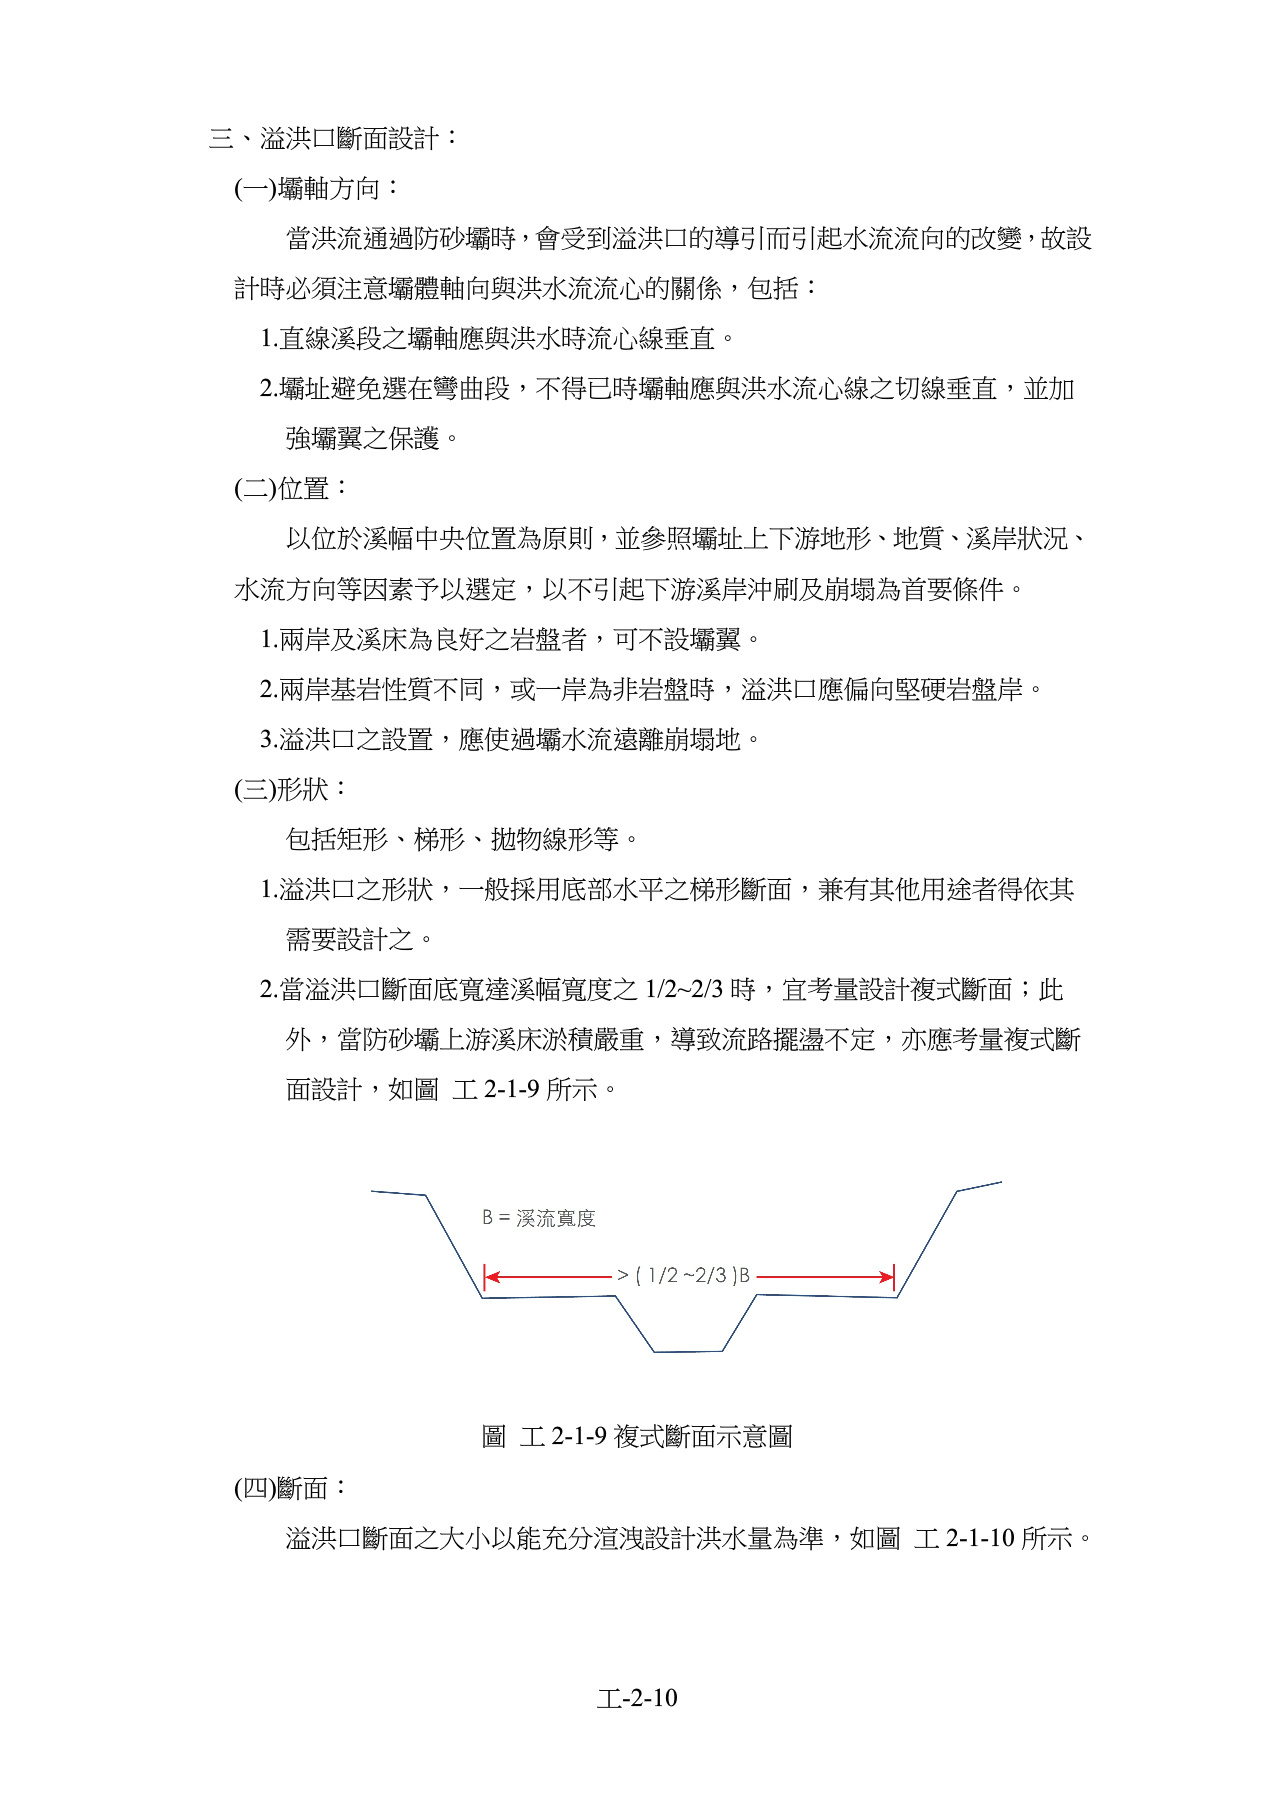 三、溢洪口斷面設計：
(一)壩軸方向：
當洪流通過防砂壩時，會受到溢洪口的導引而引起水流流向的改變，故設
計時必須注意壩體軸向與洪水流流心的關係，包括：
1.直線溪段之壩軸應與洪水時流心線垂直。
2.壩址避免選在彎曲段，不得已時壩軸應與洪水流心線之切線垂直，並加
強壩翼之保護。
(二)位置：
以位於溪幅中央位置為原則，並參照壩址上下游地形、地質、溪岸狀況、
水流方向等因素予以選定，以不引起下游溪岸沖刷及崩塌為首要條件。
1.兩岸及溪床為良好之岩盤者，可不設壩翼。
2.兩岸基岩性質不同，或一岸為非岩盤時，溢洪口應偏向堅硬岩盤岸。
3.溢洪口之設置，應使過壩水流遠離崩塌地。
(三)形狀：
包括矩形、梯形、拋物線形等。
1.溢洪口之形狀，一般採用底部水平之梯形斷面，兼有其他用途者得依其
需要設計之。
2.當溢洪口斷面底寬達溪幅寬度之 1/2~2/3 時，宜考量設計複式斷面；此
外，當防砂壩上游溪床淤積嚴重，導致流路擺盪不定，亦應考量複式斷
面設計，如圖 工 2-1-9 所示。
B = 溪流寬度
> ( 1/2 ~2/3 )B
圖 工 2-1-9 複式斷面示意圖
(四)斷面：
溢洪口斷面之大小以能充分渲洩設計洪水量為準，如圖 工 2-1-10 所示。
工-2-10